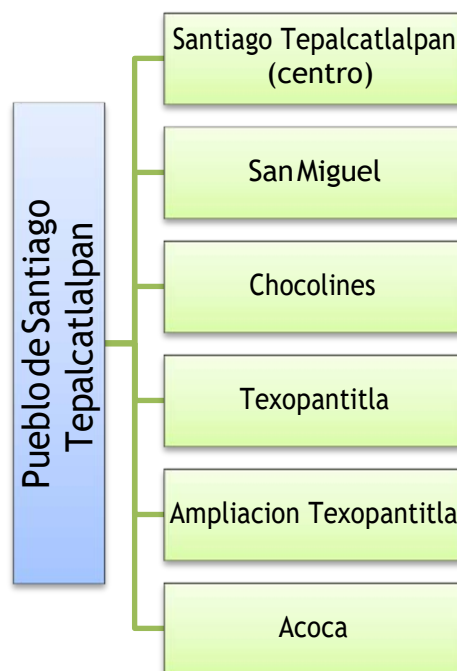 Pueblo de Santiago
Tepalcatlalpan
Santiago Tepalcatlalpan
(centro)
San Miguel
Chocolines
Texopantitla
Ampliacion Texopantitla
Acoca